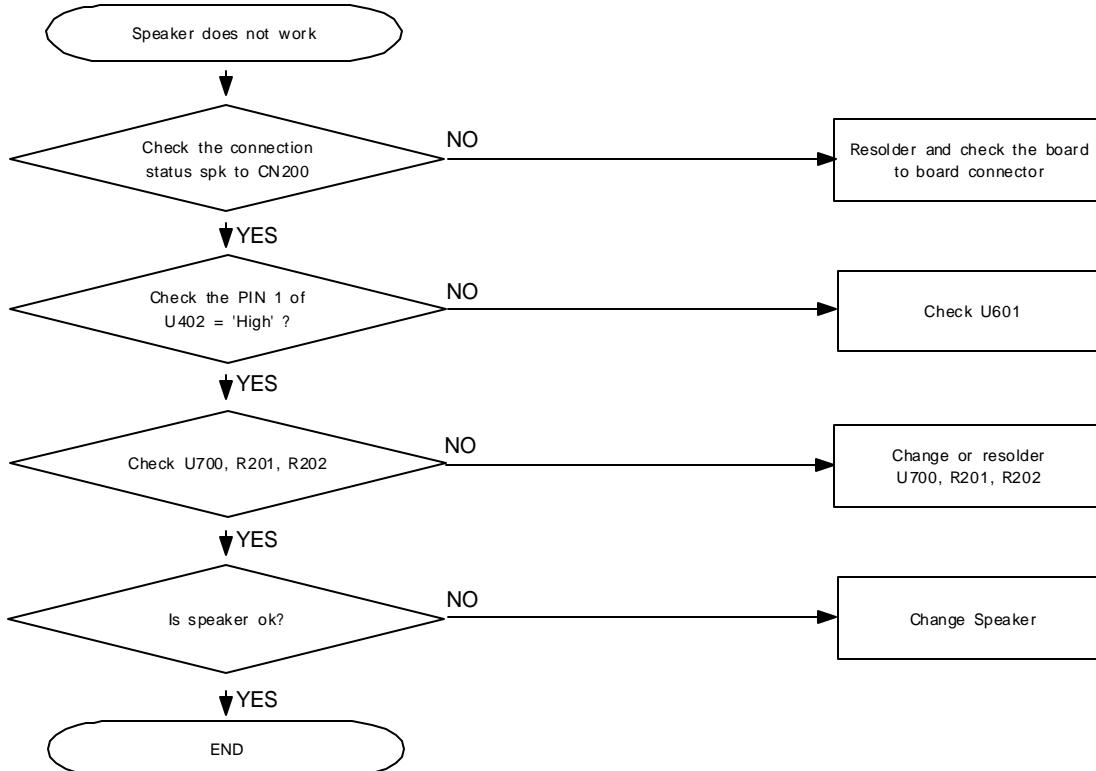 Speaker does not work
Check the connection
status spk to CN200
NO
Resolder and check the board
to board connector
YES
Check the PIN 1 of
U402 = 'High' ?
NO
Check U601
YES
Check U700, R201, R202
NO
Change or resolder
U700, R201, R202
YES
Is speaker ok?
NO
Change Speaker
YES
END